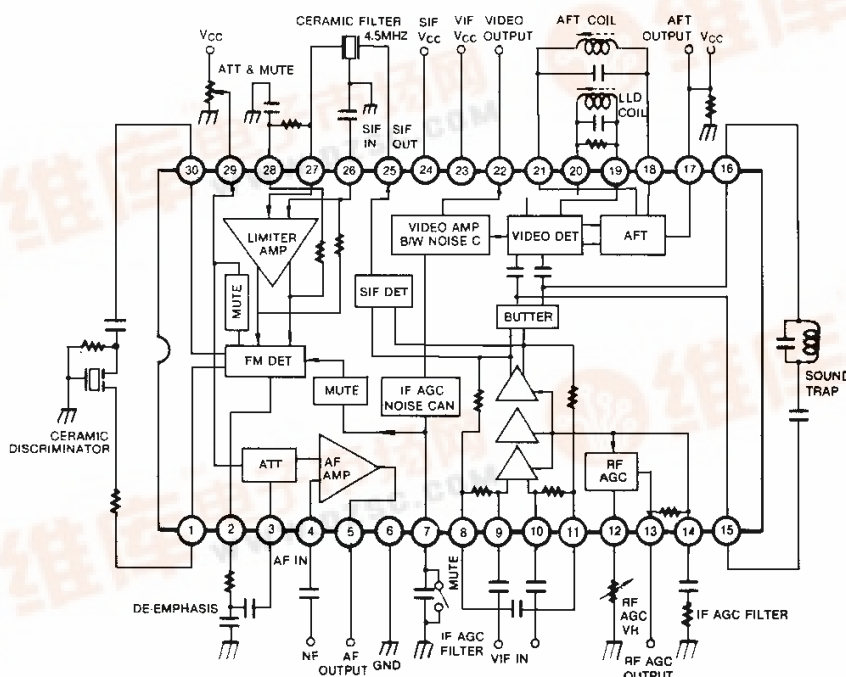 CERAMIC FILTER
4.5MHZ
SIF
VCC
VIF
VCC
VIDEO
OUTPUT
AFT COIL
AFT
OUTPUT
VCC
VCC
ATT & MUTE
LLD
COIL
SIF
IN
SIF
OUT
30
29
28
27
26
25
24
23
22
21
20
19
18
17
16
LIMITER
AMP
VIDEO AMP
B/W NOISE C
VIDEO DET
AFT
MUTE
SIF DET
BUTTER
FM DET
MUTE
IF AGC
NOISE CAN
SOUND
TRAP
CERAMIC
DISCRIMINATOR
ATT
AF
AMP
RF
AGC
1
2
3
4
5
6
7
8
9
10
11
12
13
14
15
AF IN
MUTE
DE-EMPHASIS
NF
AF
OUTPUT
GND
IF AGC
FILTER
VIF IN
RF
AGC
VR
RF AGC
OUTPUT
IF AGC FILTER